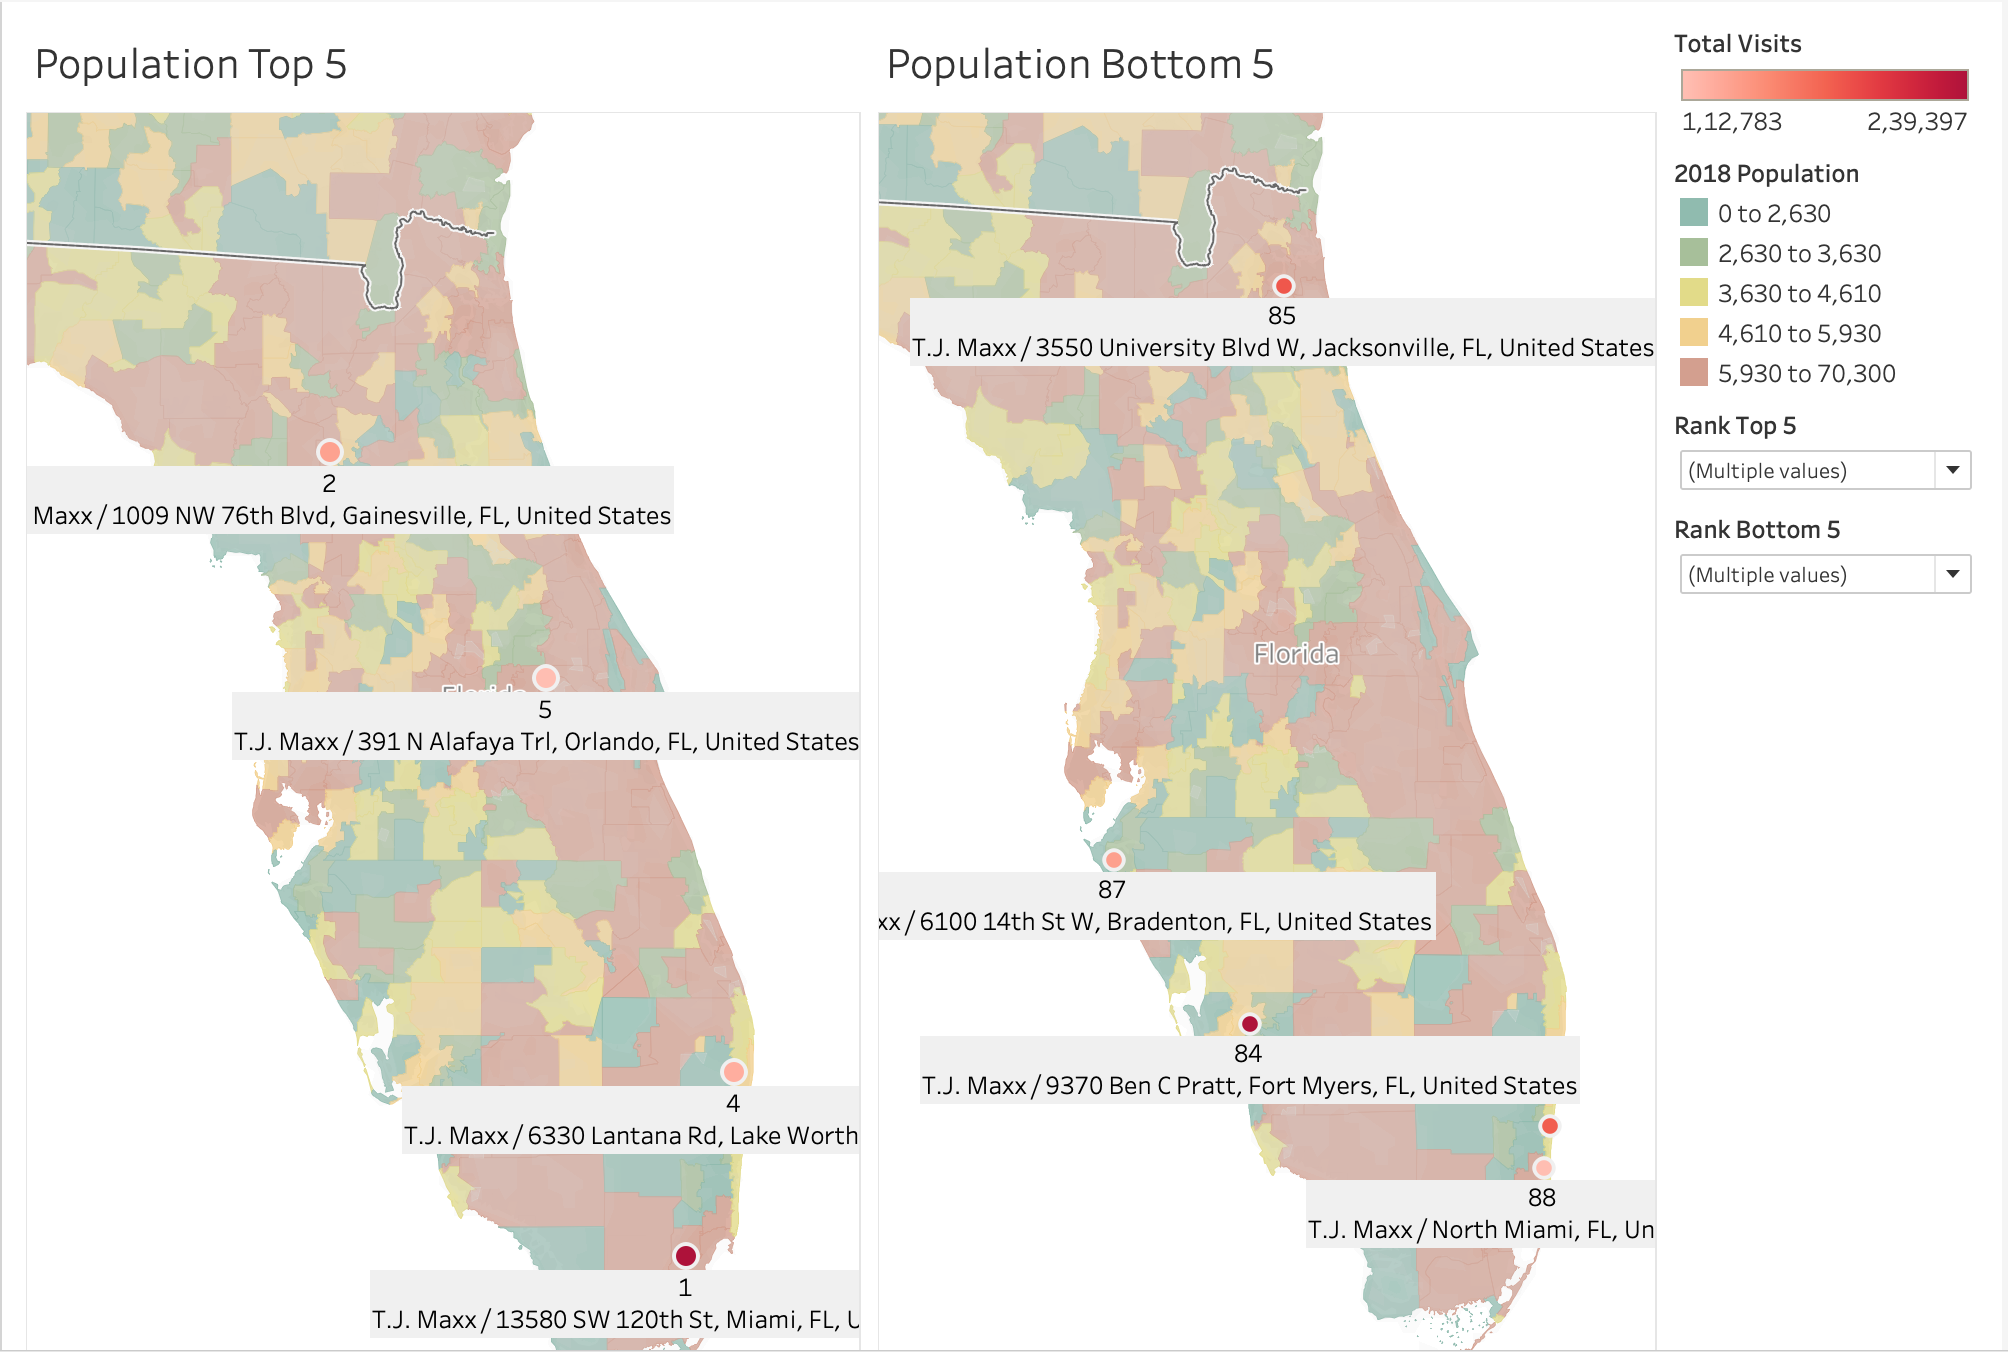 Population Top 5
2
Maxx / 1009 NW 76th Blvd, Gainesville, FL, United States
5
T.J. Maxx / 391 N Alafaya Trl, Orlando, FL, United States
4
T.J. Maxx / 6330 Lantana Rd, Lake Worth
1
T.J. Maxx / 13580 SW 120th St, Miami, FL, U
Population Bottom 5
85
T.J. Maxx / 3550 University Blvd W, Jacksonville, FL, United States
Florida
87
xx / 6100 14th St W, Bradenton, FL, United States
84
T.J. Maxx / 9370 Ben C Pratt, Fort Myers, FL, United States
88
T.J. Maxx / North Miami, FL, Un
Total Visits
1,12,783 2,39,397
2018 Population
0 to 2,630
2,630 to 3,630
3,630 to 4,610
4,610 to 5,930
5,930 to 70,300
Rank Top 5
(Multiple values)
Rank Bottom 5
(Multiple values)